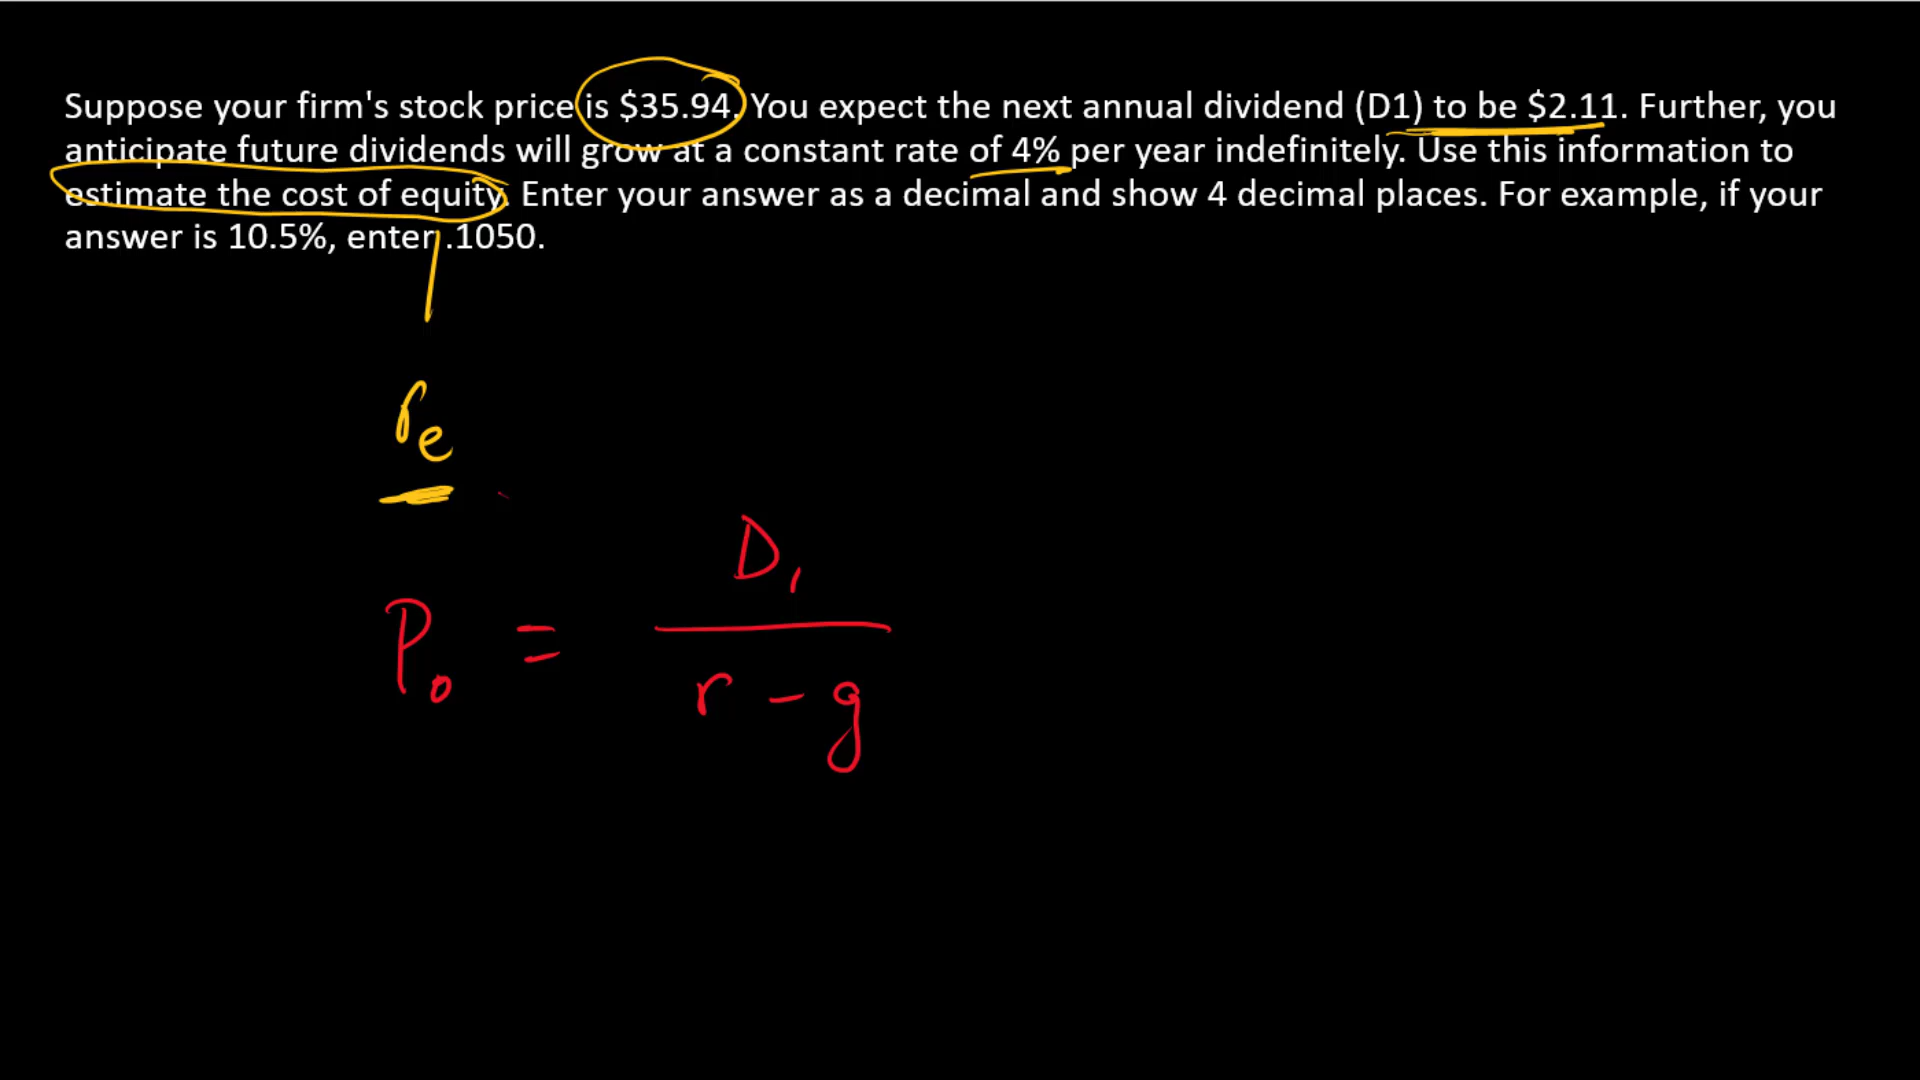 Suppose your firm's stock price is $35.94. You expect the next annual dividend (D1) to be $2.11. Further, you
anticipate future dividends will grow at a constant rate of 4% per year indefinitely. Use this information to
estimate the cost of equity. Enter your answer as a decimal and show 4 decimal places. For example, if your
answer is 10.5%, enter .1050.
re
D1
P0 =
r - g